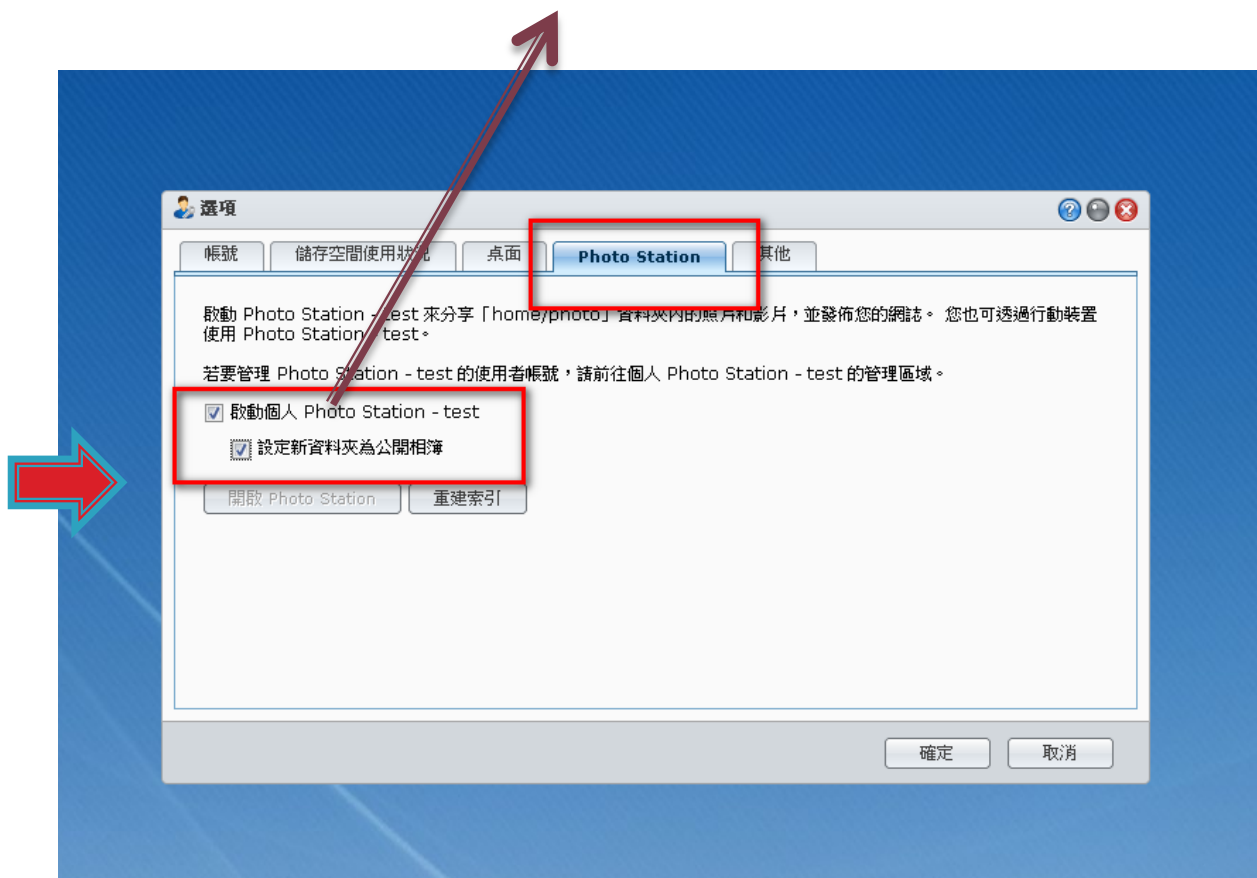 選項
帳號 儲存空間使用狀況 桌面 Photo Station 其他
啟動 Photo Station - test 來分享「home/photo」資料夾內的照片和影片，並發佈您的網誌。 您也可透過行動裝置
使用 Photo Station - test。
若要管理 Photo Station - test 的使用者帳號，請前往個人 Photo Station - test 的管理區域。
啟動個人 Photo Station - test
設定新資料夾為公開相簿
開啟 Photo Station 重建索引
確定 取消